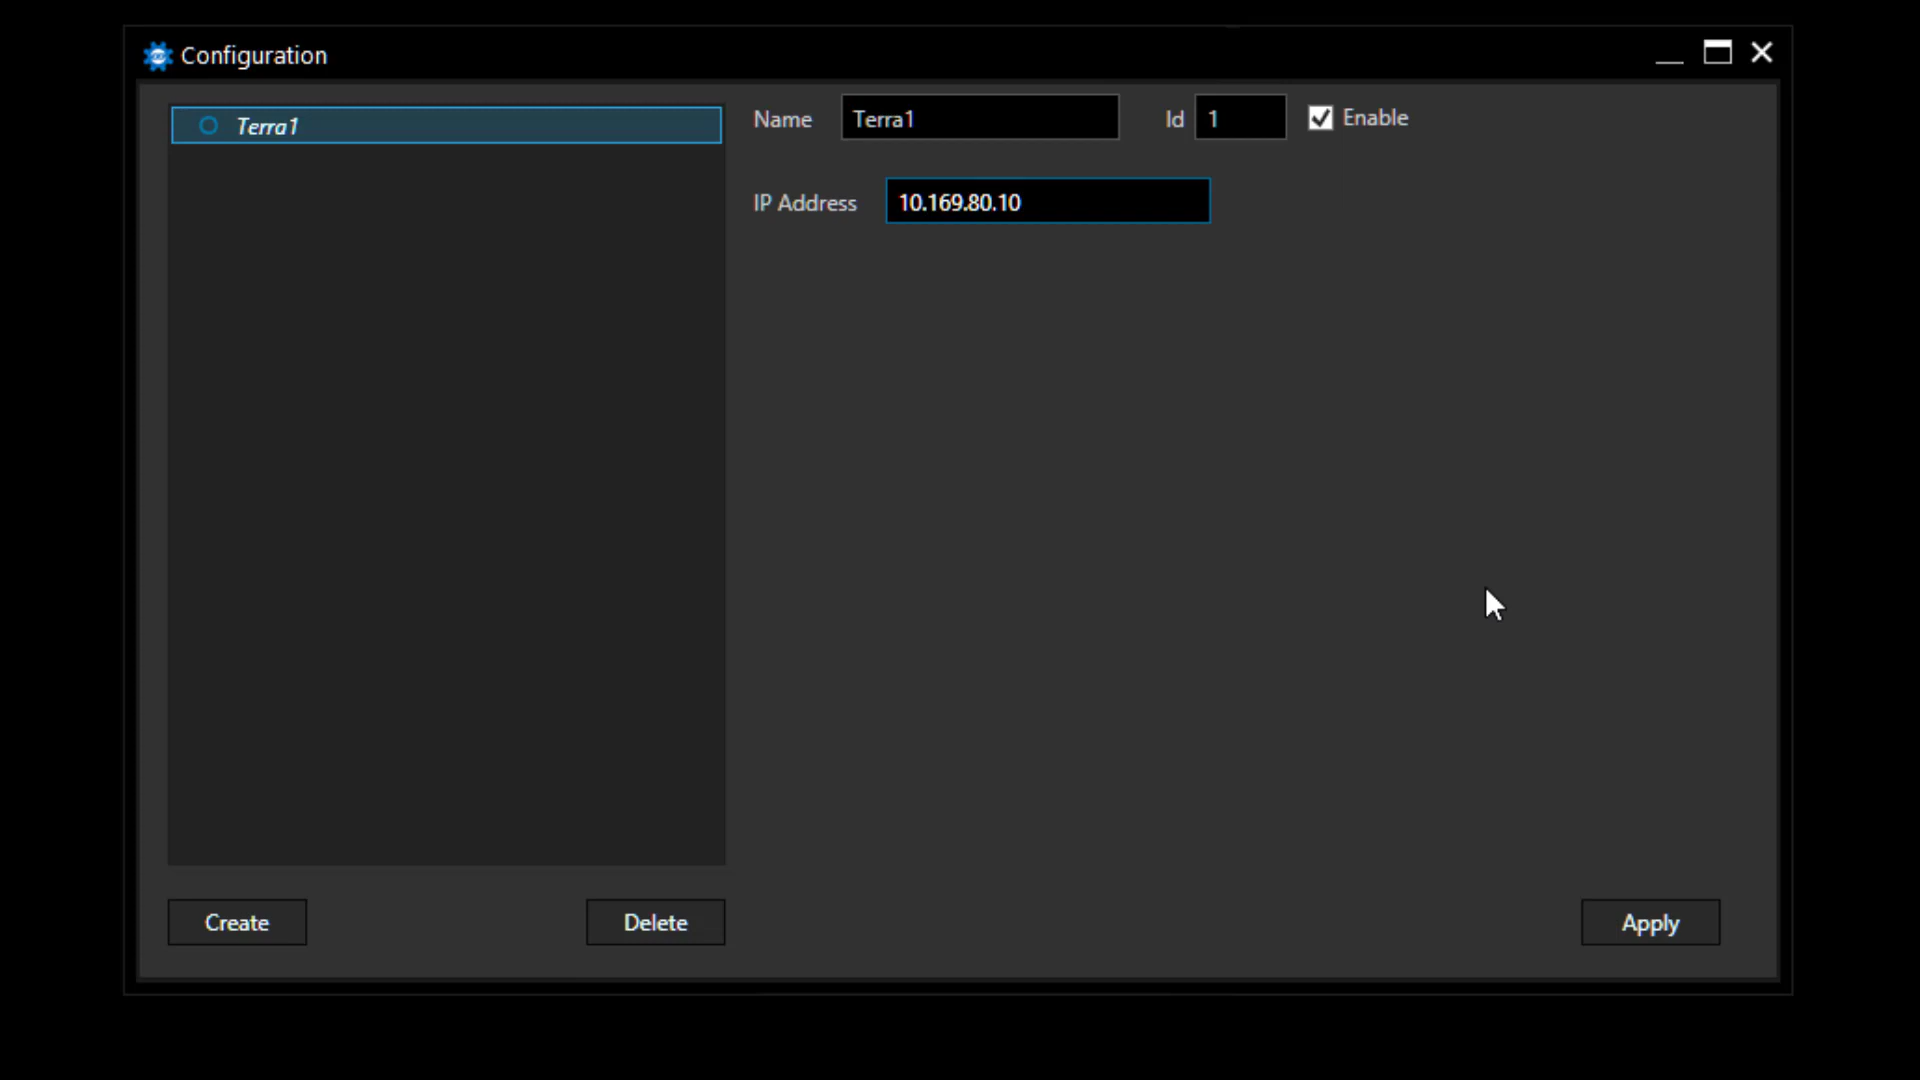 Configuration
Terra1
Name Terra1 Id 1 Enable
IP Address 10.169.80.10
Create Delete Apply